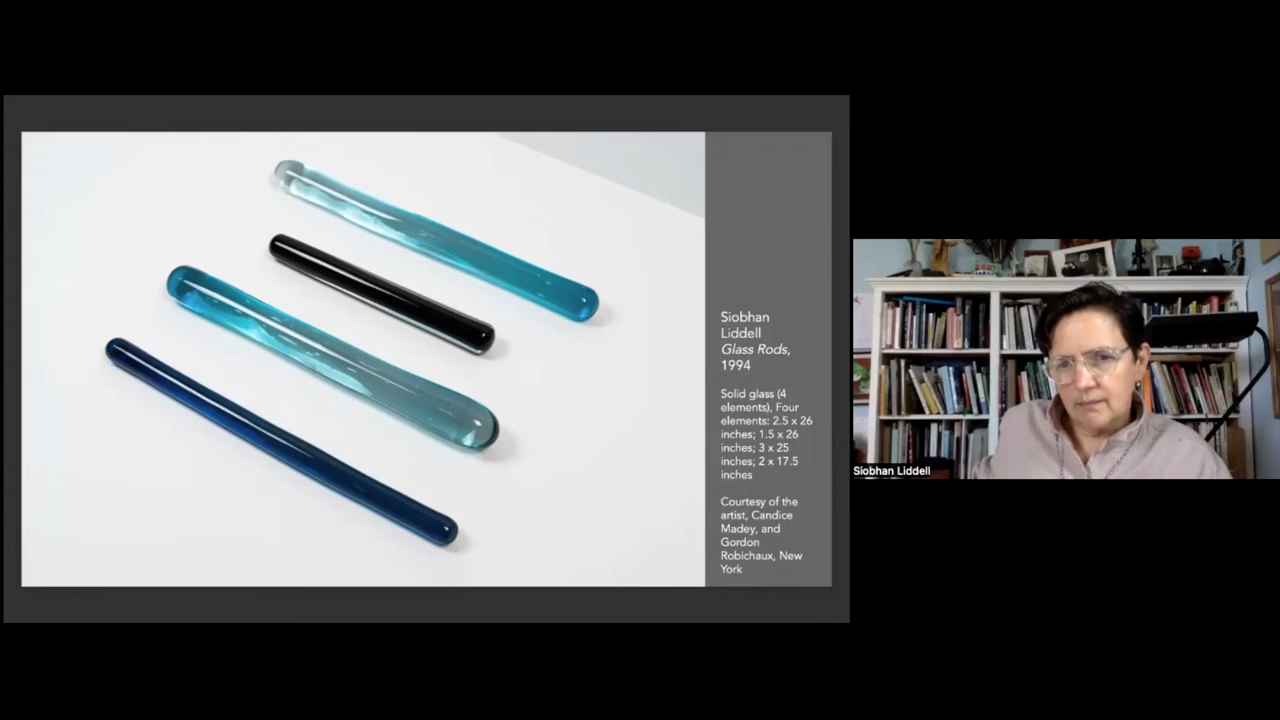 Siobhan
Liddell
Glass Rods,
1994
Solid glass (4
elements), Four
elements: 2.5 x 26
inches; 1.5 x 26
inches; 3 x 25
inches; 2 x 17.5
inches
Courtesy of the
artist, Candice
Madey, and
Gordon
Robichaux, New
York
Siobhan Liddell